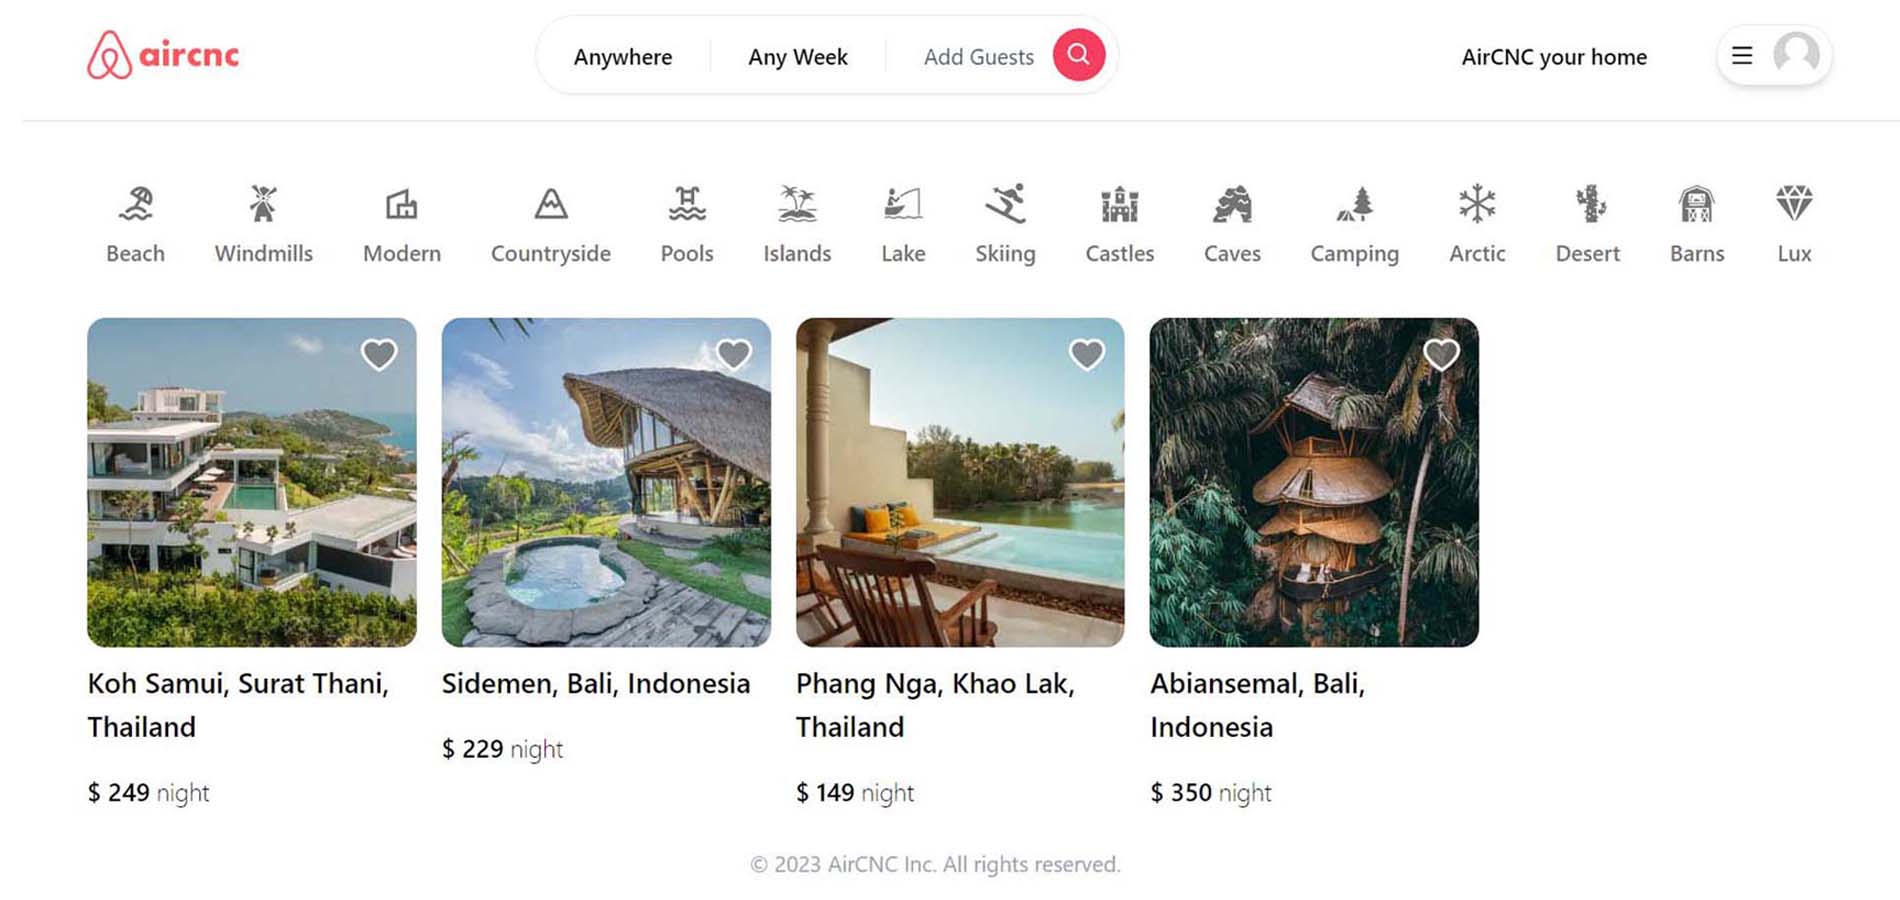 aircnc
Anywhere
Any Week
Add Guests
AirCNC your home
Beach
Windmills
Modern
Countryside
Pools
Islands
Lake
Skiing
Castles
Caves
Camping
Arctic
Desert
Barns
Lux
Koh Samui, Surat Thani,
Thailand
$ 249 night
Sidemen, Bali, Indonesia
$ 229 night
Phang Nga, Khao Lak,
Thailand
$ 149 night
Abiansemal, Bali,
Indonesia
$ 350 night
© 2023 AirCNC Inc. All rights reserved.